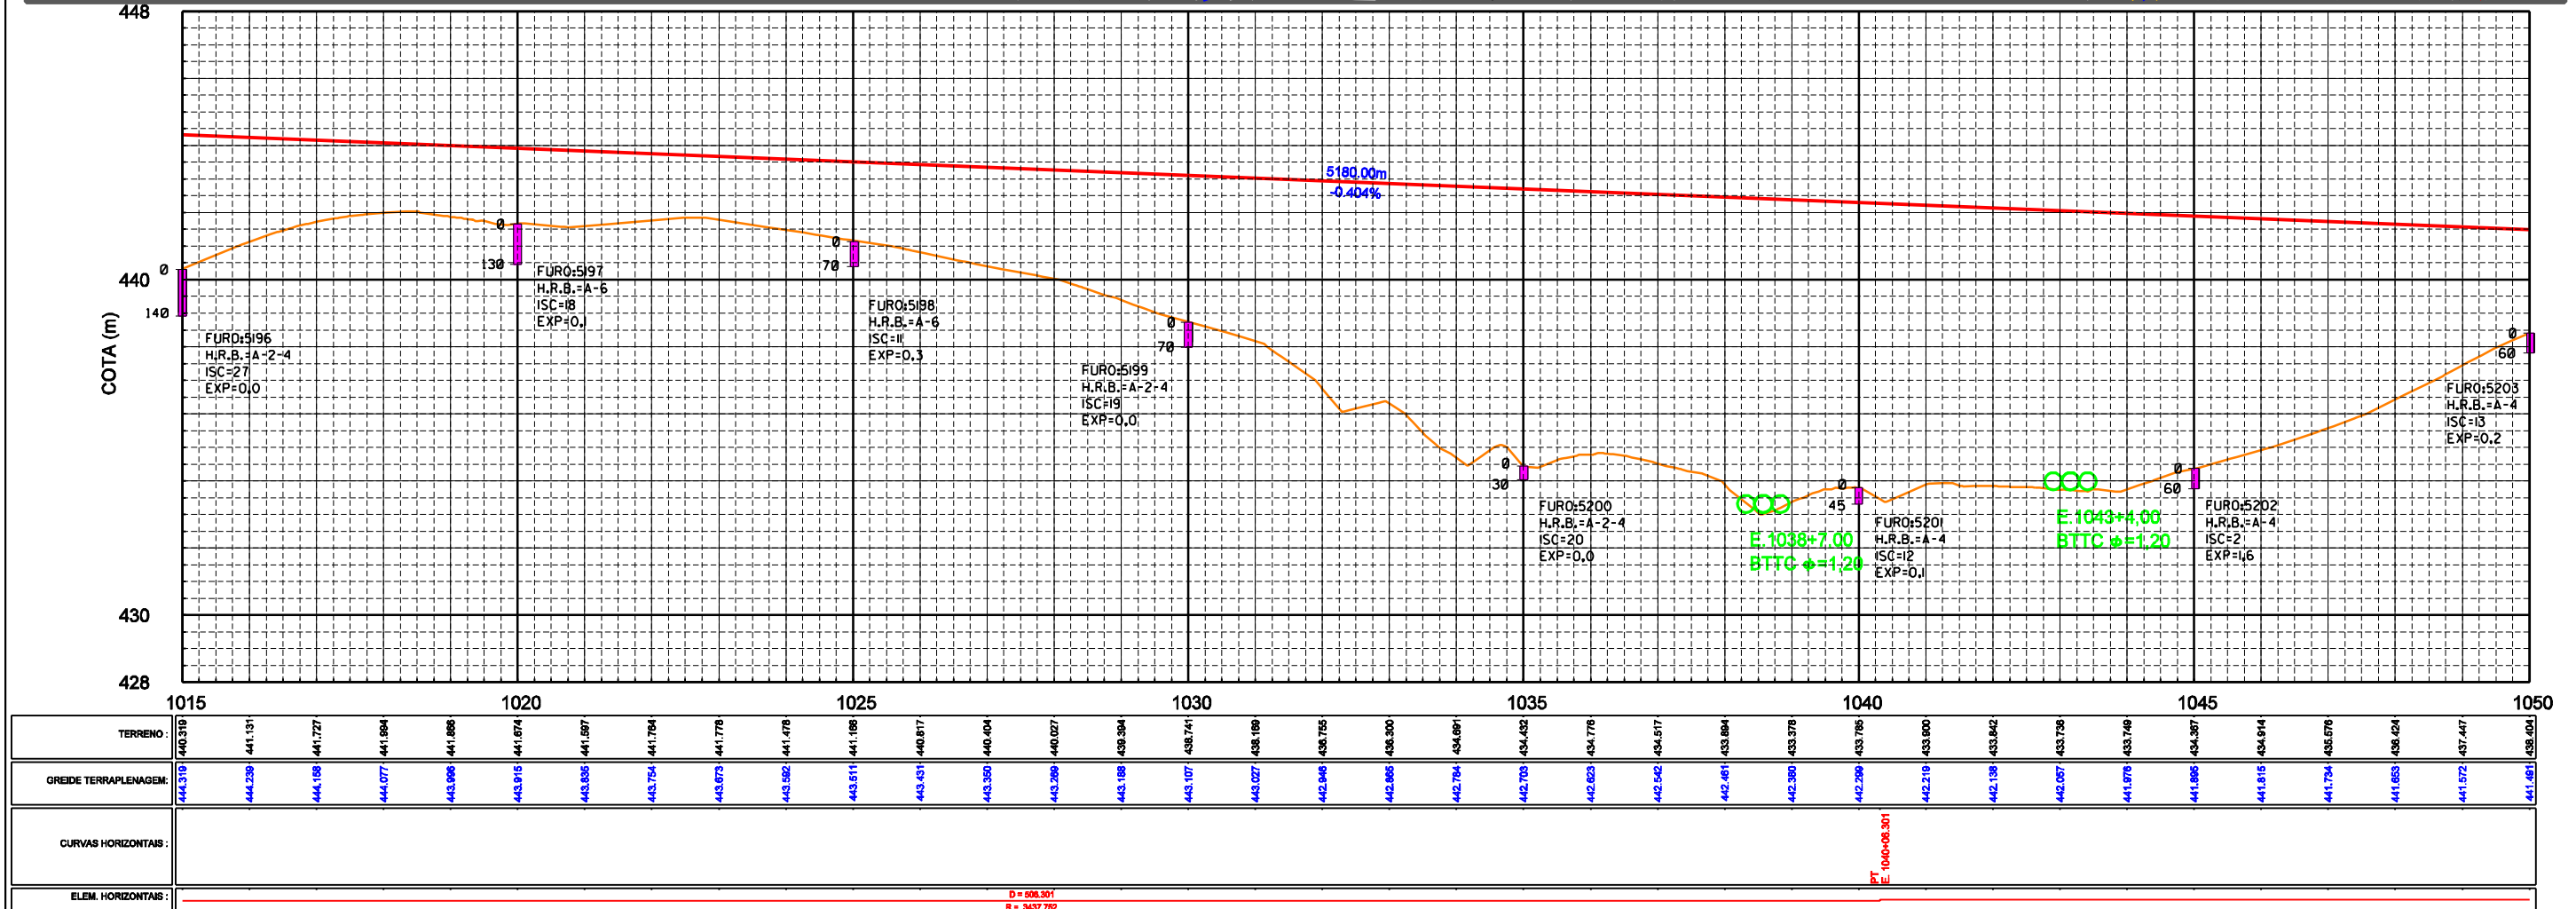 448
5180.00m
-0.404%
0
130
FURO:5197
H.R.B.=A-6
ISC=18
EXP=0.1
0
70
FURO:5198
H.R.B.=A-6
ISC=11
EXP=0.3
0
140
FURO:5196
H.R.B.=A-2-4
ISC=27
EXP=0.0
440
COTA (m)
0
70
FURO:5199
H.R.B.=A-2-4
ISC=19
EXP=0.0
0
60
FURO:5203
H.R.B.=A-4
ISC=13
EXP=0.2
0
30
FURO:5200
H.R.B.=A-2-4
ISC=20
EXP=0.0
E.1038+7,00
BTTC ø=1,20
0
45
FURO:5201
H.R.B.=A-4
ISC=12
EXP=0.1
E.1043+4,00
BTTC ø=1,20
0
60
FURO:5202
H.R.B.=A-4
ISC=2
EXP=1.6
430
428
1015 1020 1025 1030 1035 1040 1045 1050
TERRENO : 440.319 441.131 441.727 441.994 441.866 441.674 441.597 441.764 441.778 441.478 441.166 440.817 440.404 440.027 439.394 438.741 438.169 436.755 436.300 434.691 434.432 434.776 434.517 433.894 433.378 433.785 433.900 433.842 433.738 433.749 434.367 434.914 435.576 436.424 437.447 438.404
GREIDE TERRAPLENAGEM: 444.319 444.239 444.158 444.077 443.996 443.915 443.835 443.754 443.673 443.592 443.511 443.431 443.350 443.269 443.188 443.107 443.027 442.946 442.865 442.784 442.703 442.623 442.542 442.461 442.380 442.299 442.219 442.138 442.057 441.976 441.895 441.815 441.734 441.653 441.572 441.491
CURVAS HORIZONTAIS :
PT
E. 1040+06.301
ELEM. HORIZONTAIS :
D = 506.301
R = 3437.752